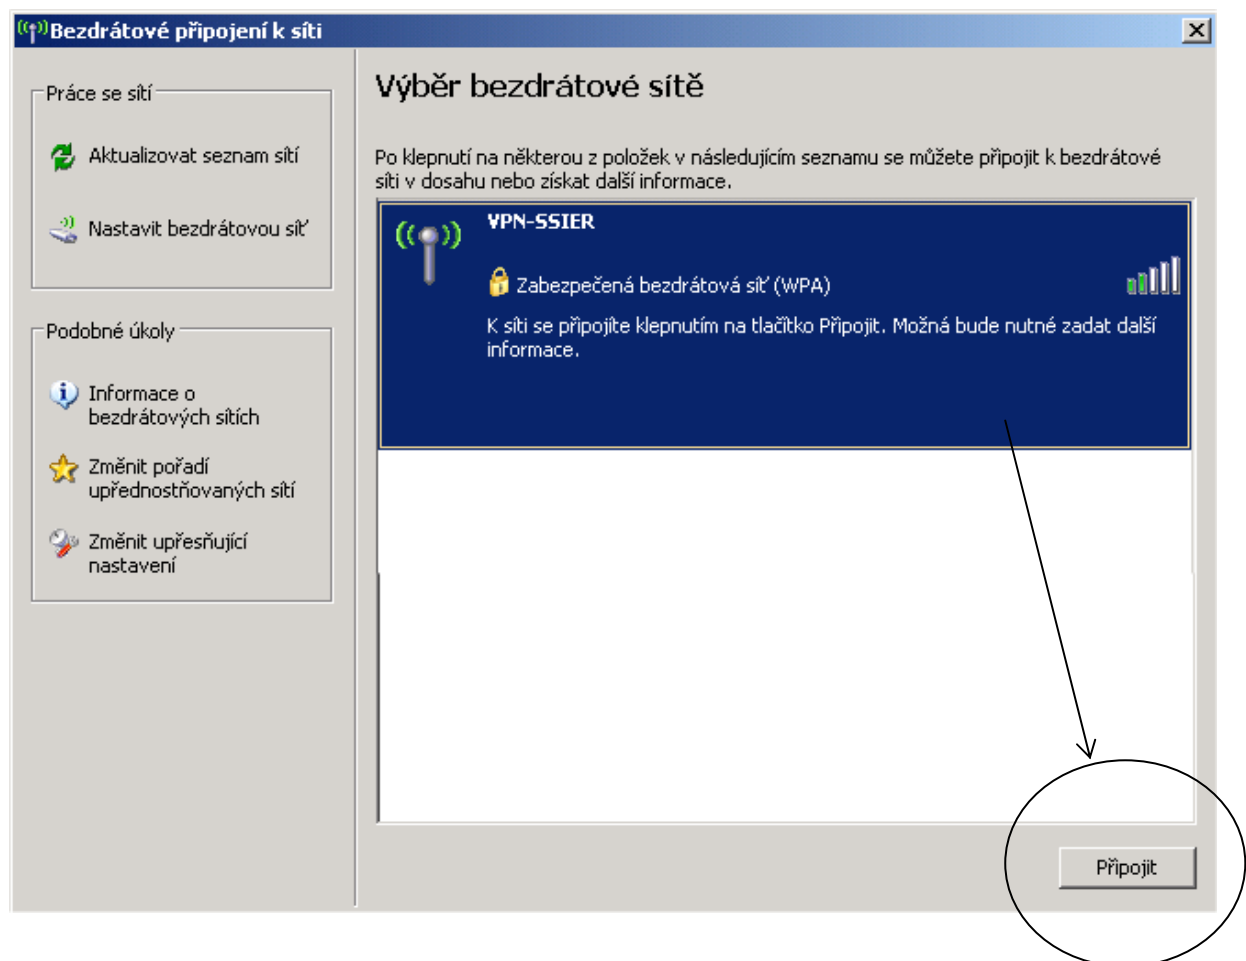 Bezdrátové připojení k síti
Práce se sítí
Aktualizovat seznam sítí
Nastavit bezdrátovou síť
Podobné úkoly
Informace o
bezdrátových sítích
Změnit pořadí
upřednostňovaných sítí
Změnit upřesňující
nastavení
Výběr bezdrátové sítě
Po klepnutí na některou z položek v následujícím seznamu se můžete připojit k bezdrátové
síti v dosahu nebo získat další informace.
VPN-SSIER
Zabezpečená bezdrátová síť (WPA)
K síti se připojíte klepnutím na tlačítko Připojit. Možná bude nutné zadat další
informace.
Připojit